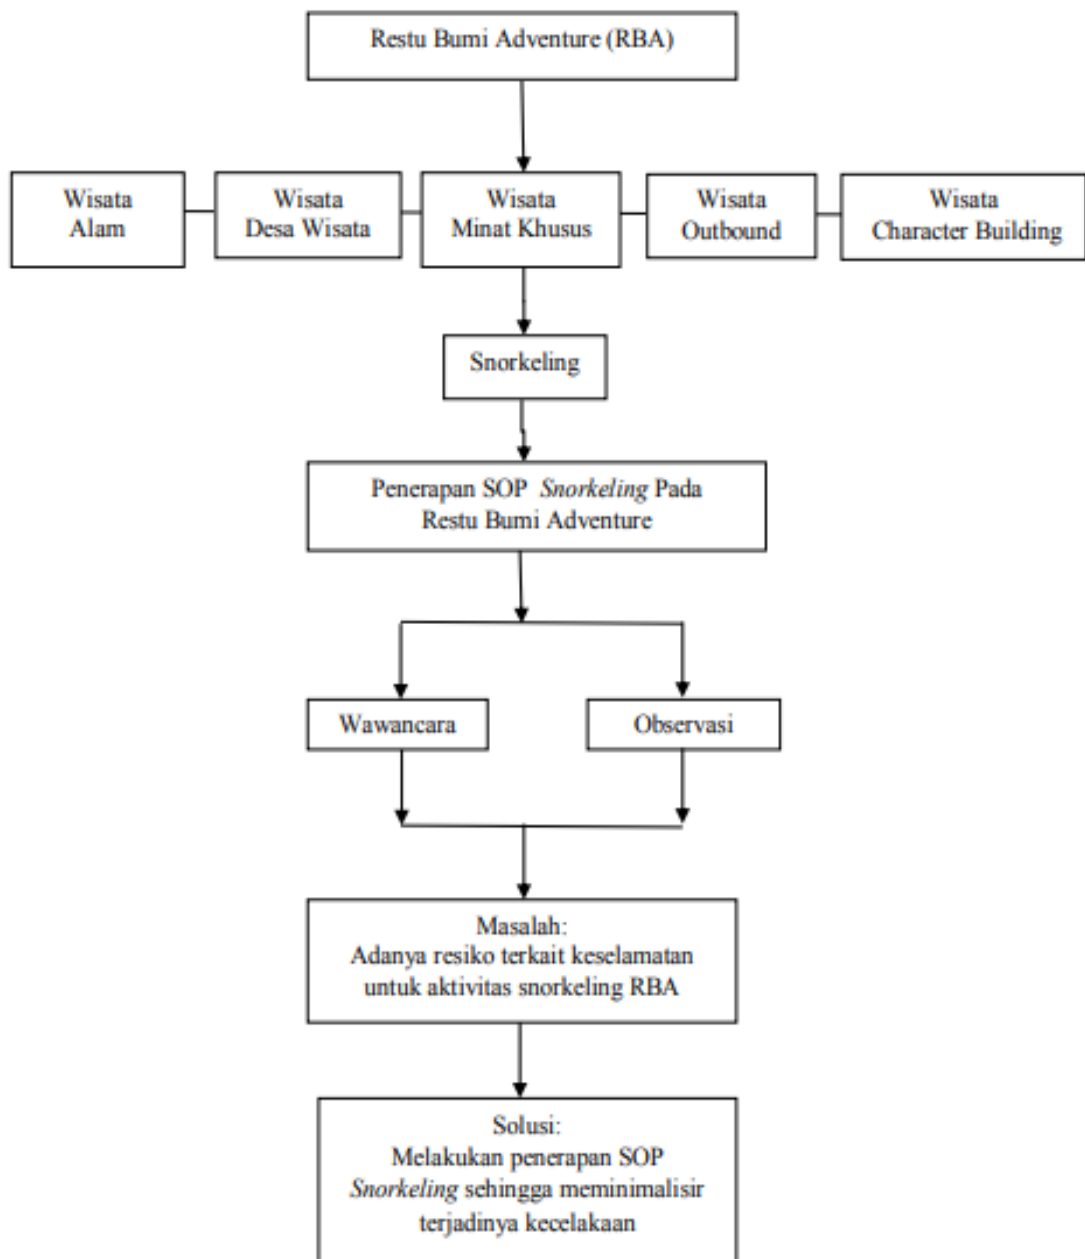 Restu Bumi Adventure (RBA)
Wisata
Alam
Wisata
Desa Wisata
Wisata
Minat Khusus
Wisata
Outbound
Wisata
Character Building
Snorkeling
Penerapan SOP Snorkeling Pada
Restu Bumi Adventure
Wawancara
Observasi
Masalah:
Adanya resiko terkait keselamatan
untuk aktivitas snorkeling RBA
Solusi:
Melakukan penerapan SOP
Snorkeling sehingga meminimalisir
terjadinya kecelakaan